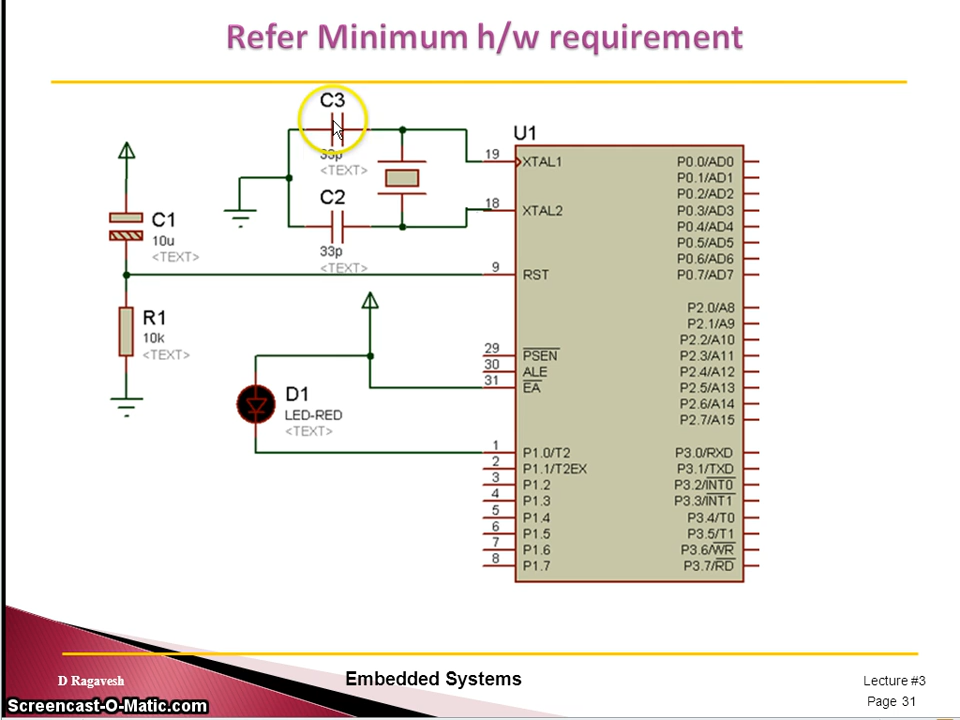 Refer Minimum h/w requirement
C3
33p
<TEXT>
C2
33p
<TEXT>
C1
10u
<TEXT>
R1
10k
<TEXT>
D1
LED-RED
<TEXT>
U1
19 XTAL1
18 XTAL2
9 RST
29 PSEN
30 ALE
31 EA
1 P1.0/T2
2 P1.1/T2EX
3 P1.2
4 P1.3
5 P1.4
6 P1.5
7 P1.6
8 P1.7
P0.0/AD0
P0.1/AD1
P0.2/AD2
P0.3/AD3
P0.4/AD4
P0.5/AD5
P0.6/AD6
P0.7/AD7
P2.0/A8
P2.1/A9
P2.2/A10
P2.3/A11
P2.4/A12
P2.5/A13
P2.6/A14
P2.7/A15
P3.0/RXD
P3.1/TXD
P3.2/INT0
P3.3/INT1
P3.4/T0
P3.5/T1
P3.6/WR
P3.7/RD
D Ragavesh
Embedded Systems
Lecture #3
Page 31
Screencast-O-Matic.com